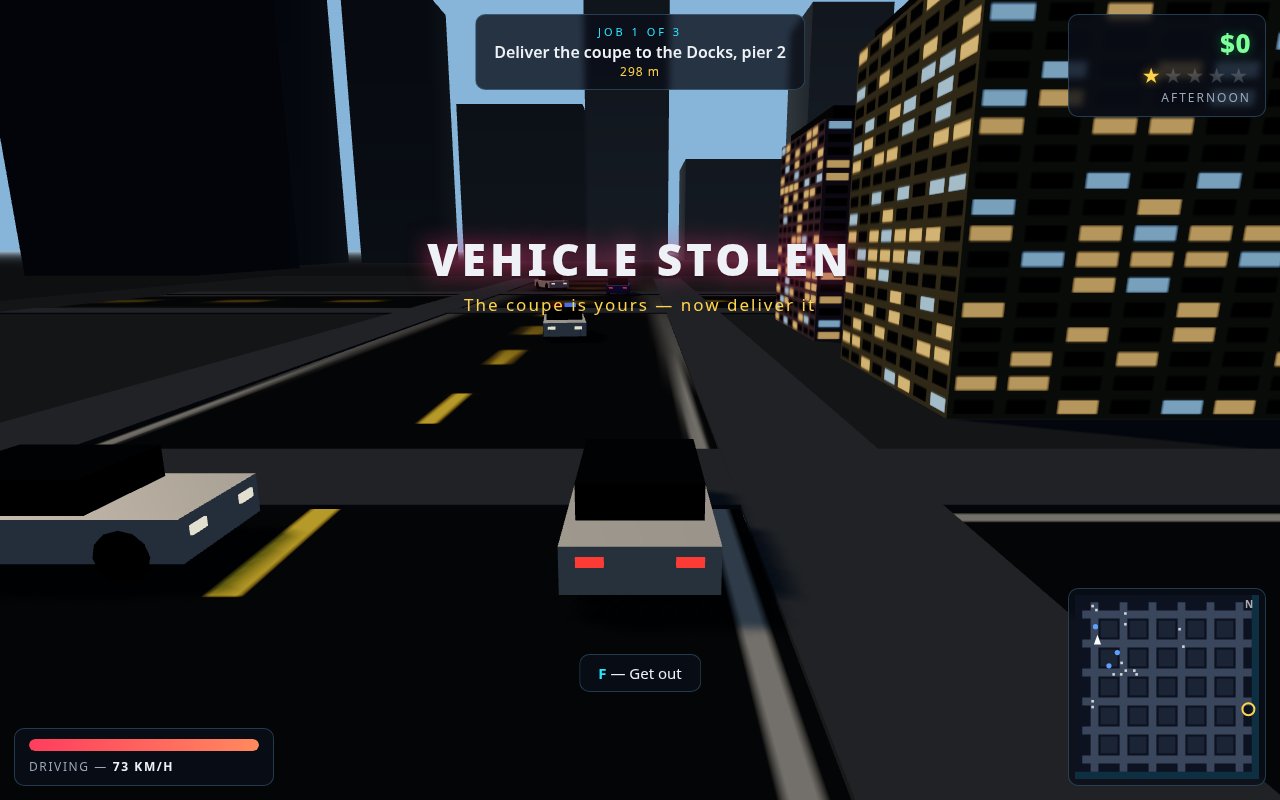 JOB 1 OF 3
Deliver the coupe to the Docks, pier 2
298 m
$0
AFTERNOON
VEHICLE STOLEN
The coupe is yours — now deliver it
N
F — Get out
DRIVING — 73 KM/H